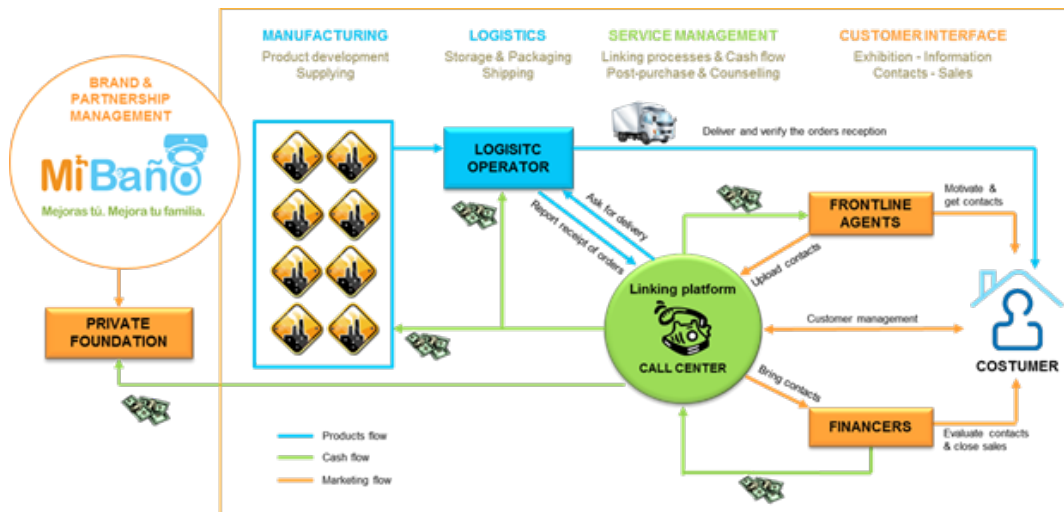 MANUFACTURING
Product development
Supplying
LOGISTICS
Storage & Packaging
Shipping
SERVICE MANAGEMENT
Linking processes & Cash flow
Post-purchase & Counselling
CUSTOMER INTERFACE
Exhibition - Information
Contacts - Sales
BRAND &
PARTNERSHIP
MANAGEMENT
Mi Baño
Mejoras tú. Mejora tu familia.
PRIVATE
FOUNDATION
LOGISITC
OPERATOR
Deliver and verify the orders reception
Ask for delivery
Report receipt of orders
FRONTLINE
AGENTS
Motivate &
get contacts
Upload contacts
Linking platform
CALL CENTER
Customer management
COSTUMER
Bring contacts
FINANCERS
Evaluate contacts
& close sales
Products flow
Cash flow
Marketing flow